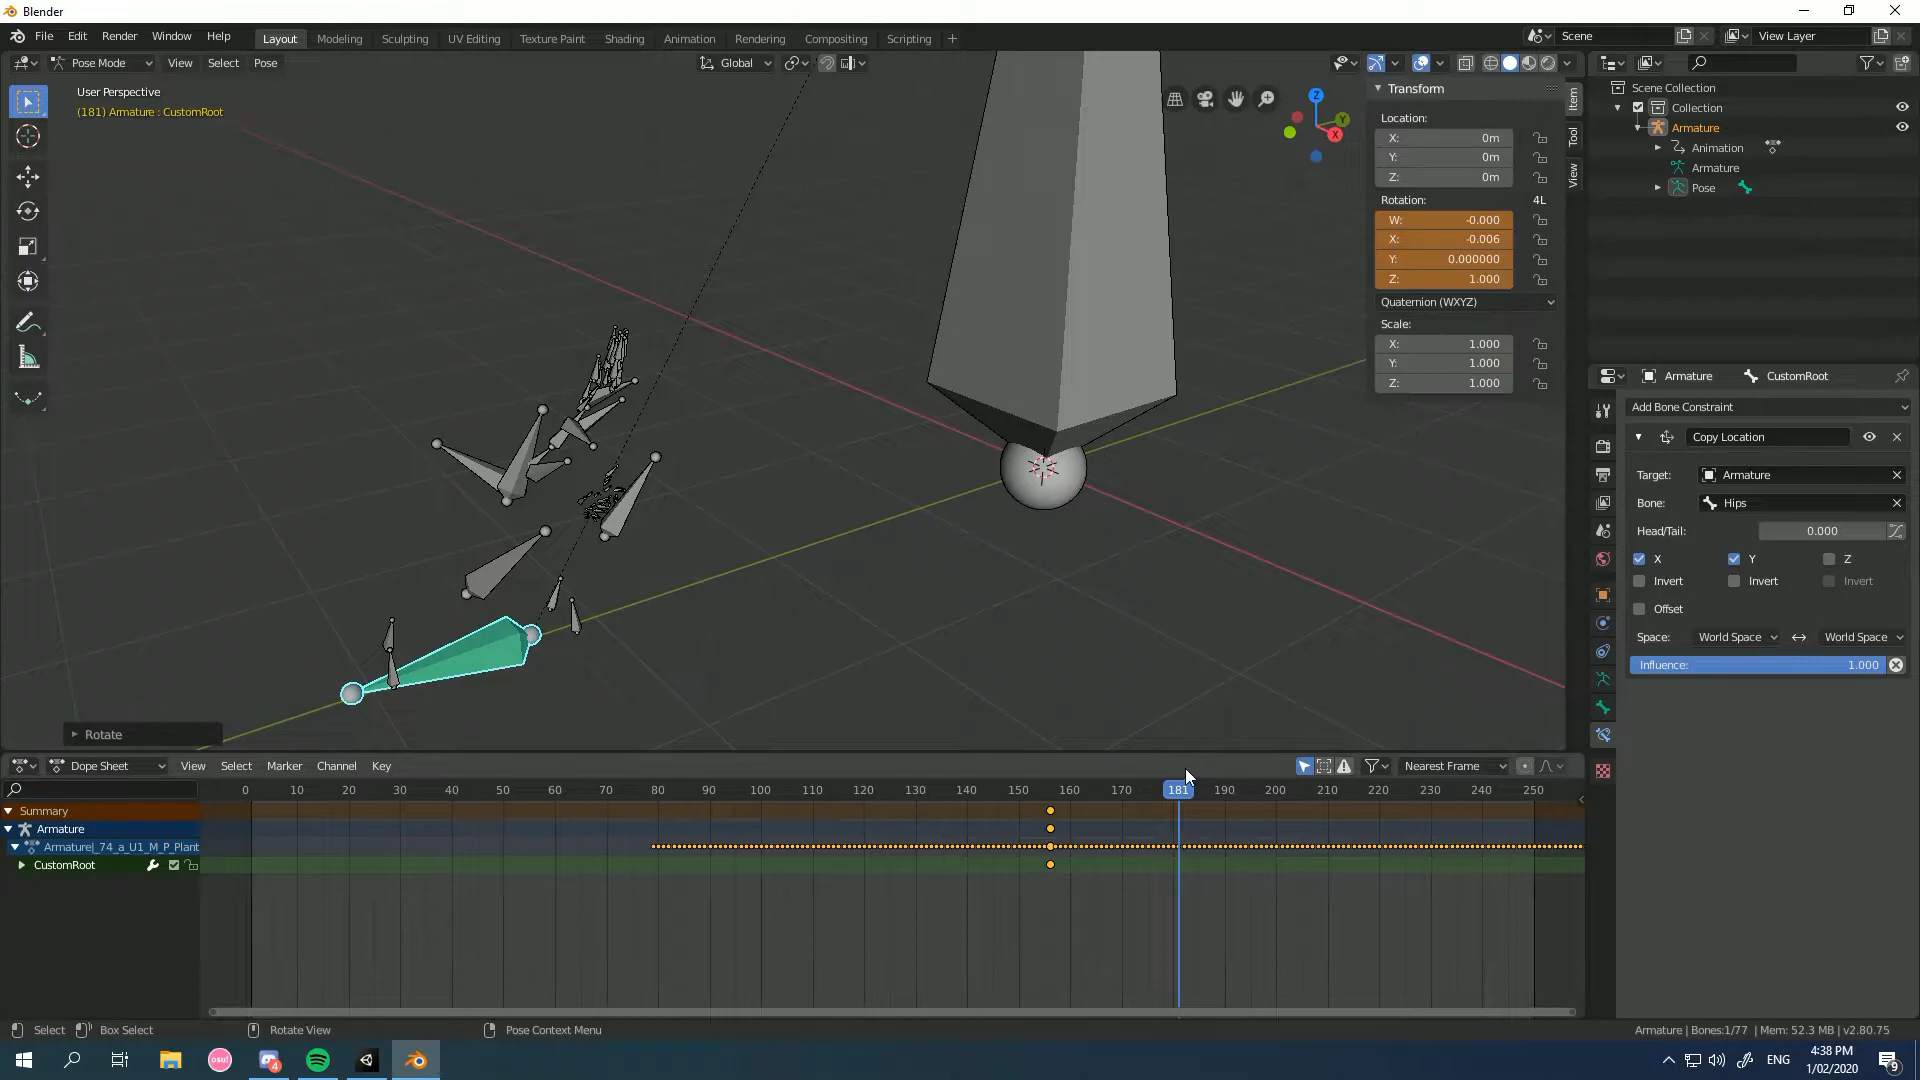 Blender
File Edit Render Window Help
Layout Modeling Sculpting UV Editing Texture Paint Shading Animation Rendering Compositing Scripting +
Scene
View Layer
Pose Mode View Select Pose
Global
User Perspective
(181) Armature : CustomRoot
Z
Y
X
Transform
Location:
X: 0m
Y: 0m
Z: 0m
Rotation: 4L
W: -0.000
X: -0.006
Y: 0.000000
Z: 1.000
Quaternion (WXYZ)
Scale:
X: 1.000
Y: 1.000
Z: 1.000
Item
Tool
View
Scene Collection
Collection
Armature
Animation
Armature
Pose
Armature CustomRoot
Add Bone Constraint
Copy Location
Target: Armature
Bone: Hips
Head/Tail: 0.000
X Y Z
Invert Invert Invert
Offset
Space: World Space World Space
Influence: 1.000
Rotate
Dope Sheet View Select Marker Channel Key
Nearest Frame
0 10 20 30 40 50 60 70 80 90 100 110 120 130 140 150 160 170 181 190 200 210 220 230 240 250
Summary
Armature
Armature|_74_a_U1_M_P_Plant
CustomRoot
Select Box Select Rotate View Pose Context Menu
Armature | Bones:1/77 | Mem: 52.3 MB | v2.80.75
osu!
4
ENG
4:38 PM
1/02/2020
9